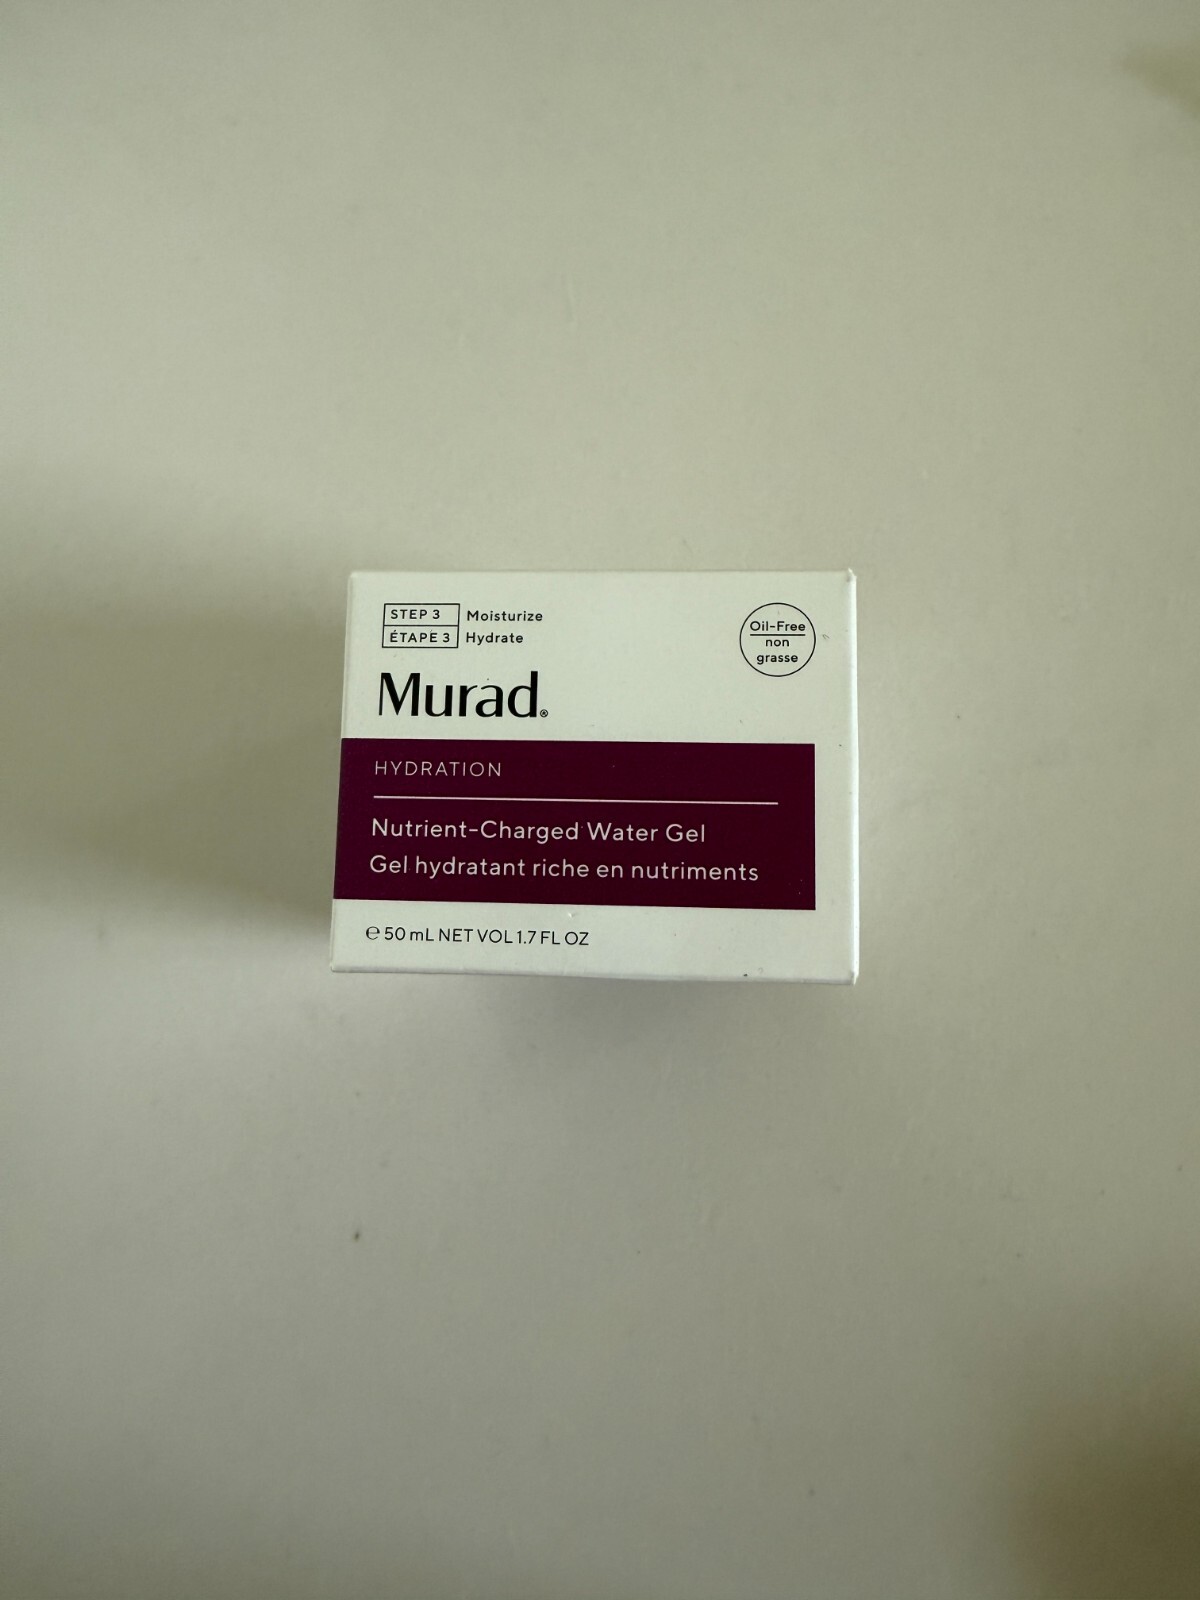 STEP 3 Moisturize
ÉTAPE 3 Hydrate
Oil-Free
non
grasse
Murad®
HYDRATION
Nutrient-Charged Water Gel
Gel hydratant riche en nutriments
℮ 50 mL NET VOL 1.7 FL OZ